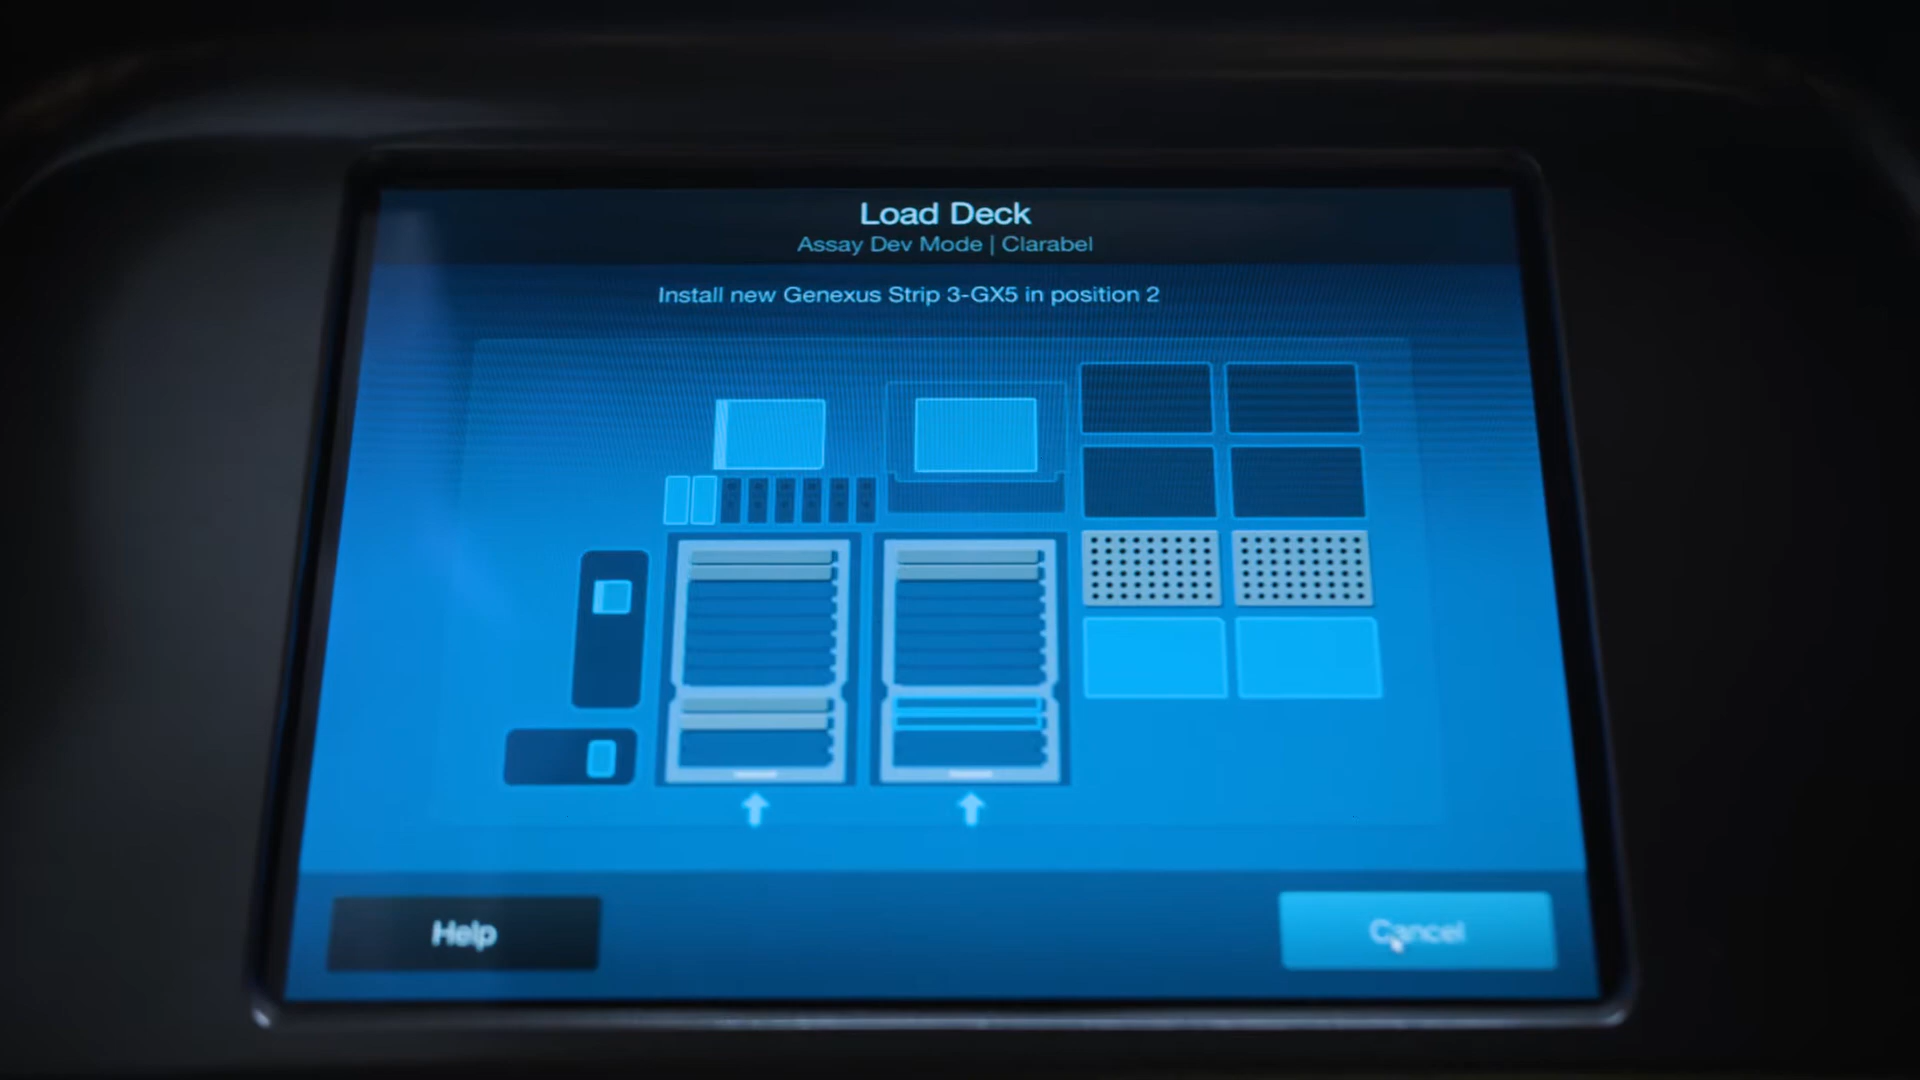 Load Deck
Assay Dev Mode | Clarabel
Install new Genexus Strip 3-GX5 in position 2
Help
Cancel